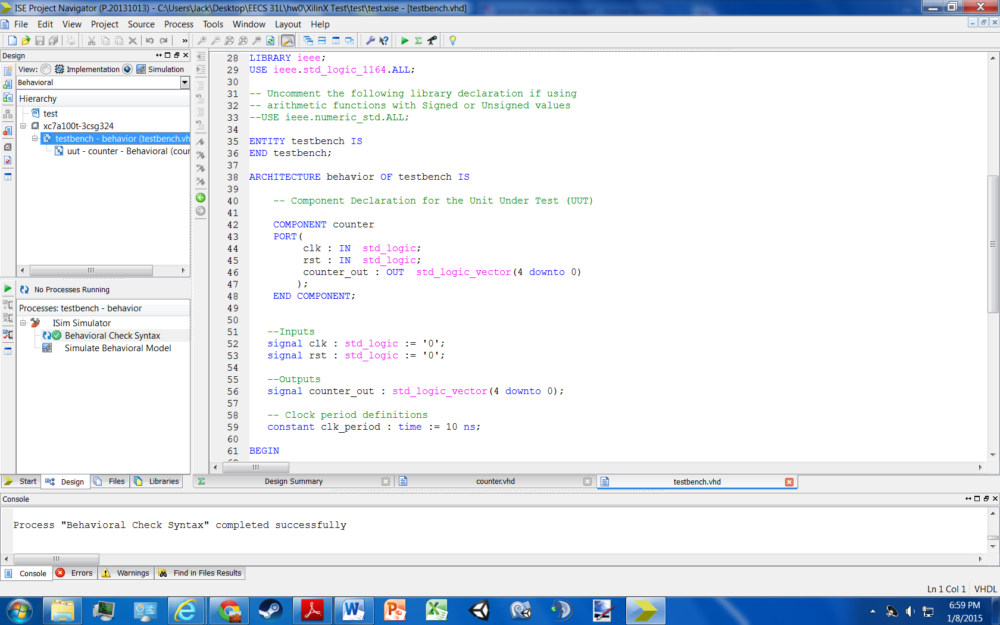 ISE Project Navigator (P.20131013) - C:\Users\Jack\Desktop\EECS 31L\hw0\XilinX Test\test\test.xise - [testbench.vhd]
File Edit View Project Source Process Tools Window Layout Help
Design
View: Implementation Simulation
Behavioral
Hierarchy
test
xc7a100t-3csg324
testbench - behavior (testbench.vh
uut - counter - Behavioral (cour
No Processes Running
Processes: testbench - behavior
ISim Simulator
Behavioral Check Syntax
Simulate Behavioral Model
Start Design Files Libraries
28 LIBRARY ieee;
29 USE ieee.std_logic_1164.ALL;
30
31 -- Uncomment the following library declaration if using
32 -- arithmetic functions with Signed or Unsigned values
33 --USE ieee.numeric_std.ALL;
34
35 ENTITY testbench IS
36 END testbench;
37
38 ARCHITECTURE behavior OF testbench IS
39
40 -- Component Declaration for the Unit Under Test (UUT)
41
42 COMPONENT counter
43 PORT(
44 clk : IN std_logic;
45 rst : IN std_logic;
46 counter_out : OUT std_logic_vector(4 downto 0)
47 );
48 END COMPONENT;
49
50
51 --Inputs
52 signal clk : std_logic := '0';
53 signal rst : std_logic := '0';
54
55 --Outputs
56 signal counter_out : std_logic_vector(4 downto 0);
57
58 -- Clock period definitions
59 constant clk_period : time := 10 ns;
60
61 BEGIN
Design Summary counter.vhd testbench.vhd
Console
Process "Behavioral Check Syntax" completed successfully
Console Errors Warnings Find in Files Results
Ln 1 Col 1 VHDL
6:59 PM
1/8/2015